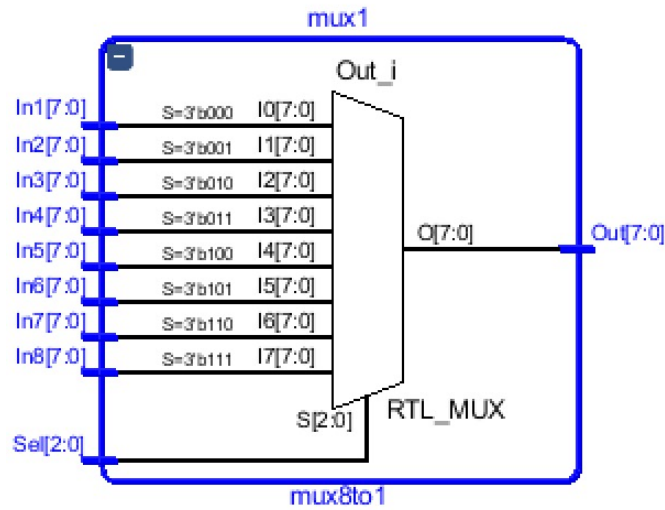 mux1
Out_i
In1[7:0] S=3'b000 I0[7:0]
In2[7:0] S=3'b001 I1[7:0]
In3[7:0] S=3'b010 I2[7:0]
In4[7:0] S=3'b011 I3[7:0]
O[7:0] Out[7:0]
In5[7:0] S=3'b100 I4[7:0]
In6[7:0] S=3'b101 I5[7:0]
In7[7:0] S=3'b110 I6[7:0]
In8[7:0] S=3'b111 I7[7:0]
S[2:0] RTL_MUX
Sel[2:0]
mux8to1